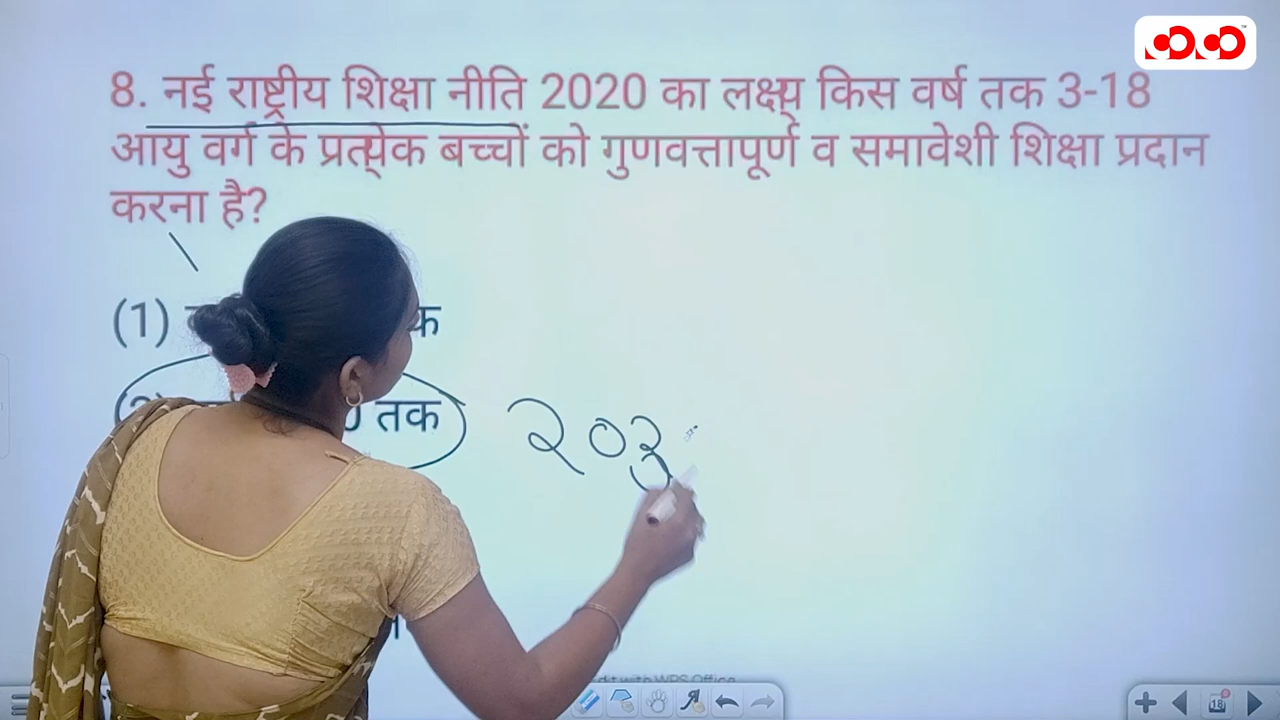 8. नई राष्ट्रीय शिक्षा नीति 2020 का लक्ष्य किस वर्ष तक 3-18
आयु वर्ग के प्रत्येक बच्चों को गुणवत्तापूर्ण व समावेशी शिक्षा प्रदान
करना है?
(1)
तक
२०३
18